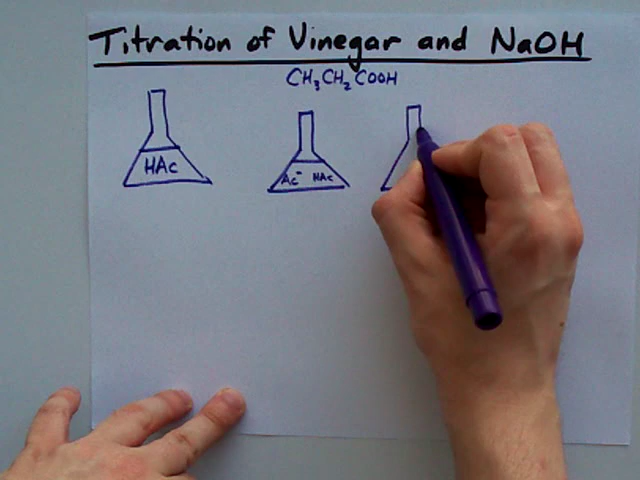 Titration of Vinegar and NaOH
CH₃CH₂COOH
HAc
Ac⁻ HAc